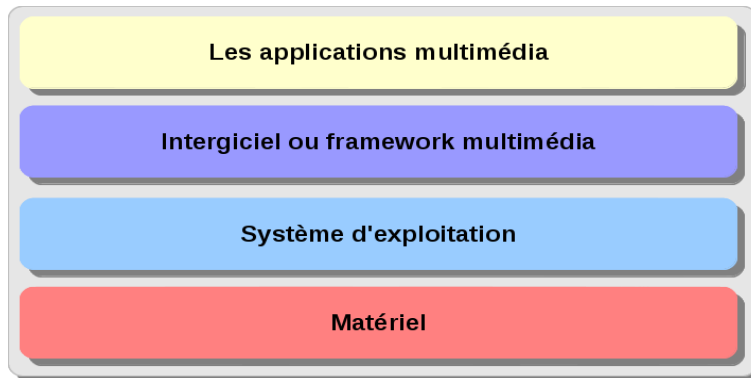 Les applications multimédia
Intergiciel ou framework multimédia
Système d'exploitation
Matériel